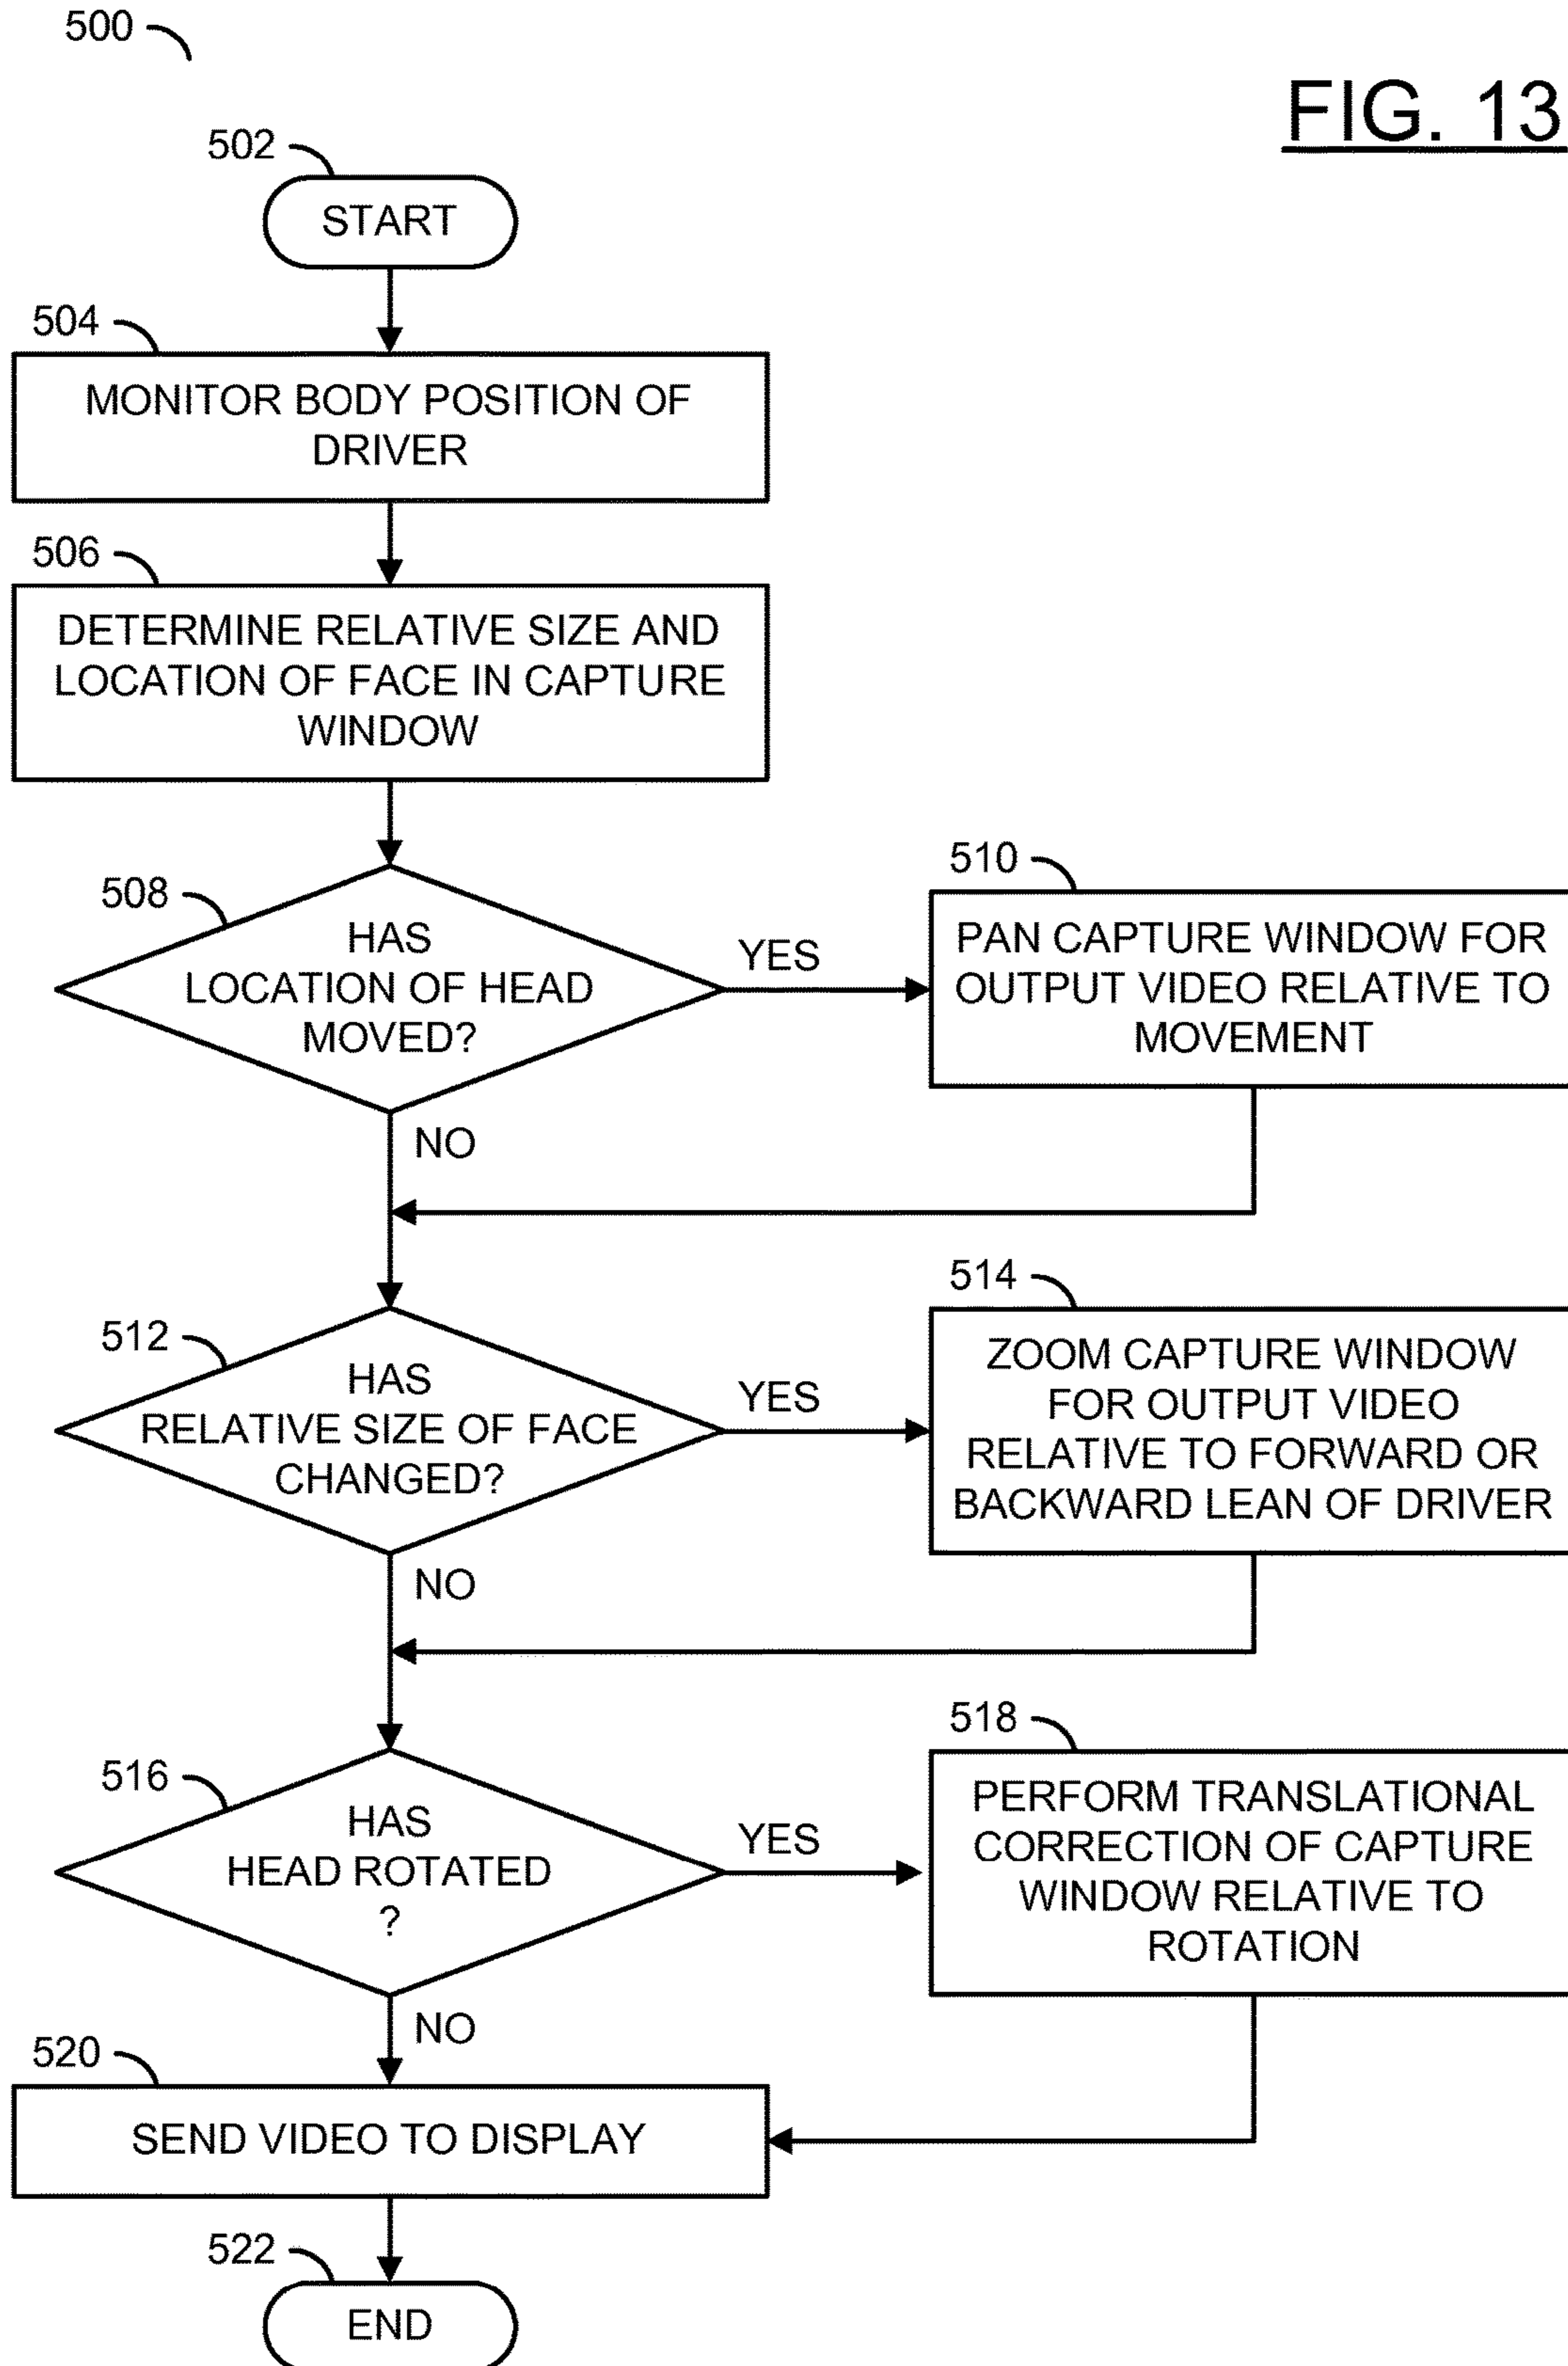 500
FIG. 13
502
START
504
MONITOR BODY POSITION OF
DRIVER
506
DETERMINE RELATIVE SIZE AND
LOCATION OF FACE IN CAPTURE
WINDOW
508
HAS
LOCATION OF HEAD
MOVED?
YES
NO
510
PAN CAPTURE WINDOW FOR
OUTPUT VIDEO RELATIVE TO
MOVEMENT
512
HAS
RELATIVE SIZE OF FACE
CHANGED?
YES
NO
514
ZOOM CAPTURE WINDOW
FOR OUTPUT VIDEO
RELATIVE TO FORWARD OR
BACKWARD LEAN OF DRIVER
516
HAS
HEAD ROTATED
?
YES
NO
518
PERFORM TRANSLATIONAL
CORRECTION OF CAPTURE
WINDOW RELATIVE TO
ROTATION
520
SEND VIDEO TO DISPLAY
522
END